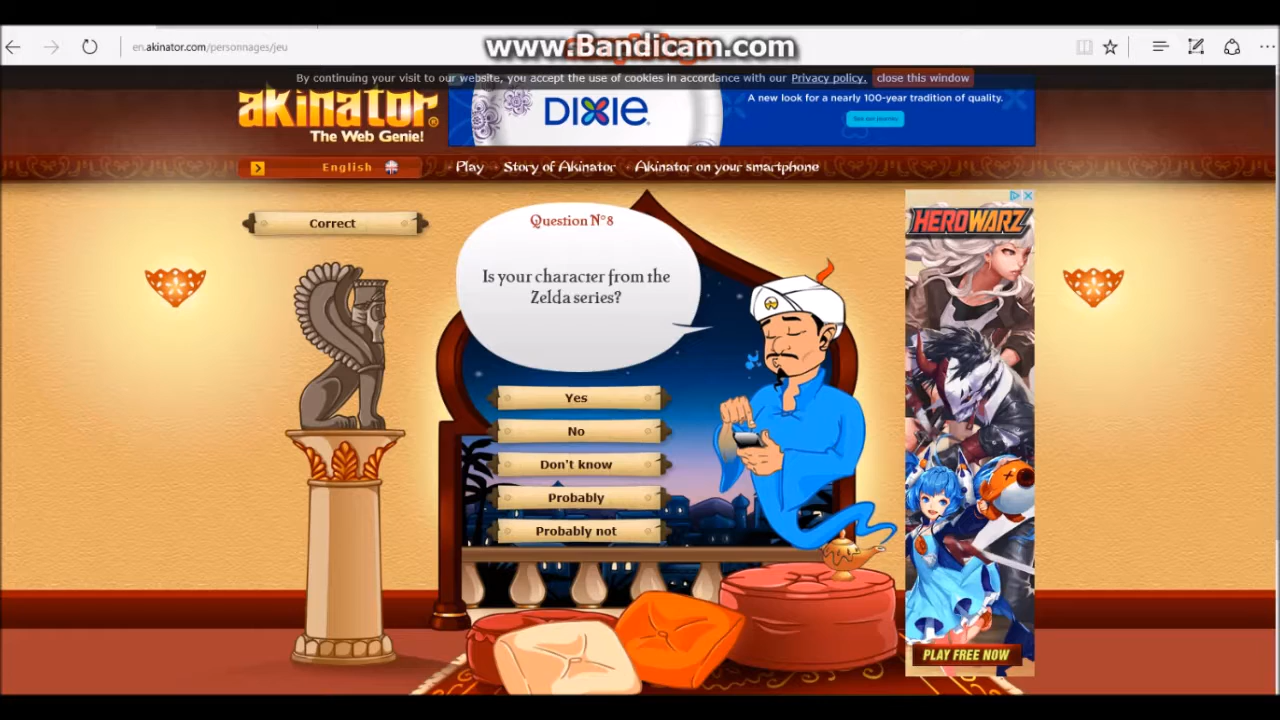 www.Bandicam.com
en.akinator.com/personnages/jeu
By continuing your visit to our website, you accept the use of cookies in accordance with our Privacy policy. close this window
akinator®
The Web Genie!
DIXIE
A new look for a nearly 100-year tradition of quality.
English
Play • Story of Akinator • Akinator on your smartphone
Correct
Question N°8
Is your character from the
Zelda series?
Yes
No
Don't know
Probably
Probably not
HEROWARZ
PLAY FREE NOW